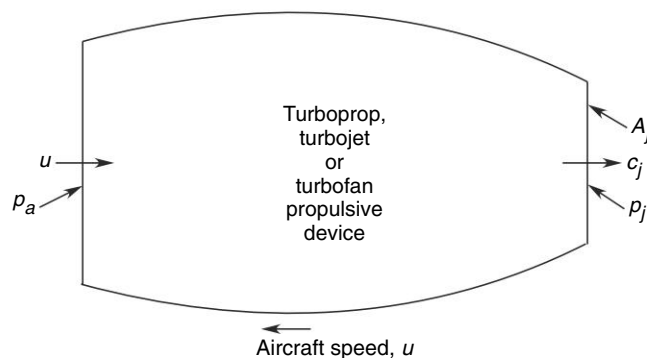 Turboprop,
turbojet
or
turbofan
propulsive
device
u
p_a
A_j
c_j
p_j
Aircraft speed, u